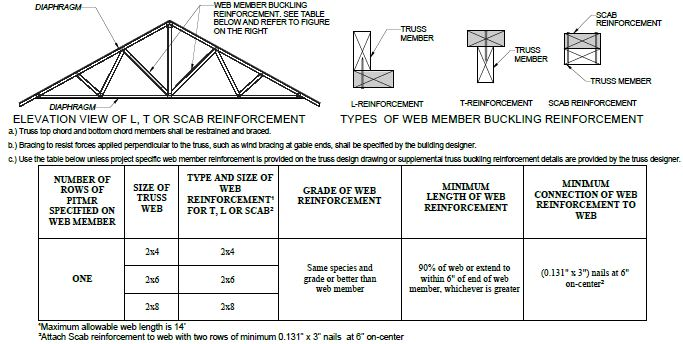 DIAPHRAGM
WEB MEMBER BUCKLING
REINFORCEMENT. SEE TABLE
BELOW AND REFER TO FIGURE
ON THE RIGHT
DIAPHRAGM
ELEVATION VIEW OF L, T OR SCAB REINFORCEMENT
TRUSS
MEMBER
L-REINFORCEMENT
TRUSS
MEMBER
T-REINFORCEMENT
SCAB
REINFORCEMENT
TRUSS MEMBER
SCAB REINFORCEMENT
TYPES OF WEB MEMBER BUCKLING REINFORCEMENT
a.) Truss top chord and bottom chord members shall be restrained and braced.
b.) Bracing to resist forces applied perpendicular to the truss, such as wind bracing at gable ends, shall be specified by the building designer.
c.) Use the table below unless project specific web member reinforcement is provided on the truss design drawing or supplemental truss buckling reinforcement details are provided by the truss designer.
NUMBER OF
ROWS OF
PITMR
SPECIFIED ON
WEB MEMBER
SIZE OF
TRUSS
WEB
TYPE AND SIZE OF
WEB
REINFORCEMENT¹
FOR T, L OR SCAB²
GRADE OF WEB
REINFORCEMENT
MINIMUM
LENGTH OF WEB
REINFORCEMENT
MINIMUM
CONNECTION OF WEB
REINFORCEMENT TO
WEB
ONE
2x4
2x4
2x6
2x6
2x8
2x8
Same species and
grade or better than
web member
90% of web or extend to
within 6" of end of web
member, whichever is greater
(0.131" x 3") nails at 6"
on-center²
¹Maximum allowable web length is 14'
²Attach Scab reinforcement to web with two rows of minimum 0.131" x 3" nails at 6" on-center